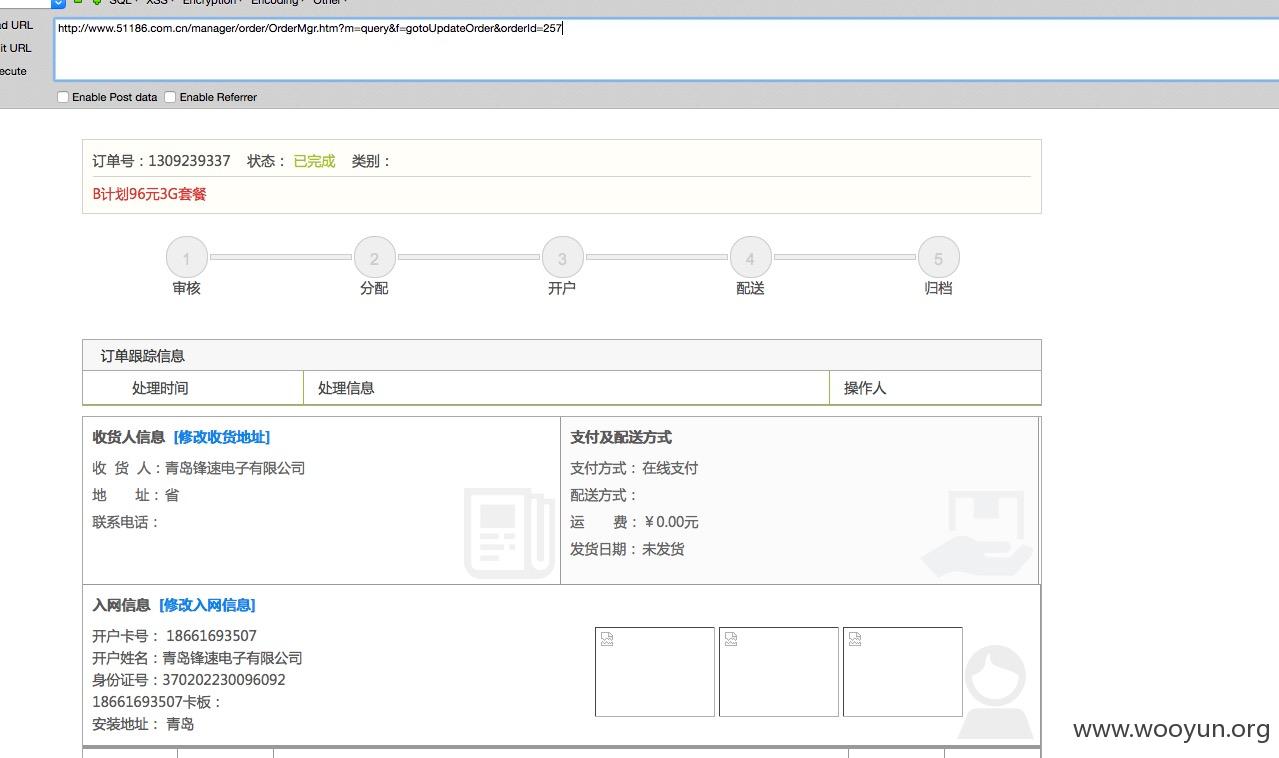 SQL XSS Encryption Encoding Other
ad URL
http://www.51186.com.cn/manager/order/OrderMgr.htm?m=query&f=gotoUpdateOrder&orderId=257
it URL
ecute
Enable Post data Enable Referrer
订单号：1309239337 状态： 已完成 类别：
B计划96元3G套餐
1 2 3 4 5
审核 分配 开户 配送 归档
订单跟踪信息
处理时间 处理信息 操作人
收货人信息 [修改收货地址] 支付及配送方式
收 货 人：青岛锋速电子有限公司 支付方式： 在线支付
地 址：省 配送方式：
联系电话： 运 费： ￥0.00元
发货日期： 未发货
入网信息 [修改入网信息]
开户卡号： 18661693507
开户姓名：青岛锋速电子有限公司
身份证号：370202230096092
18661693507卡板：
安装地址： 青岛
www.wooyun.org